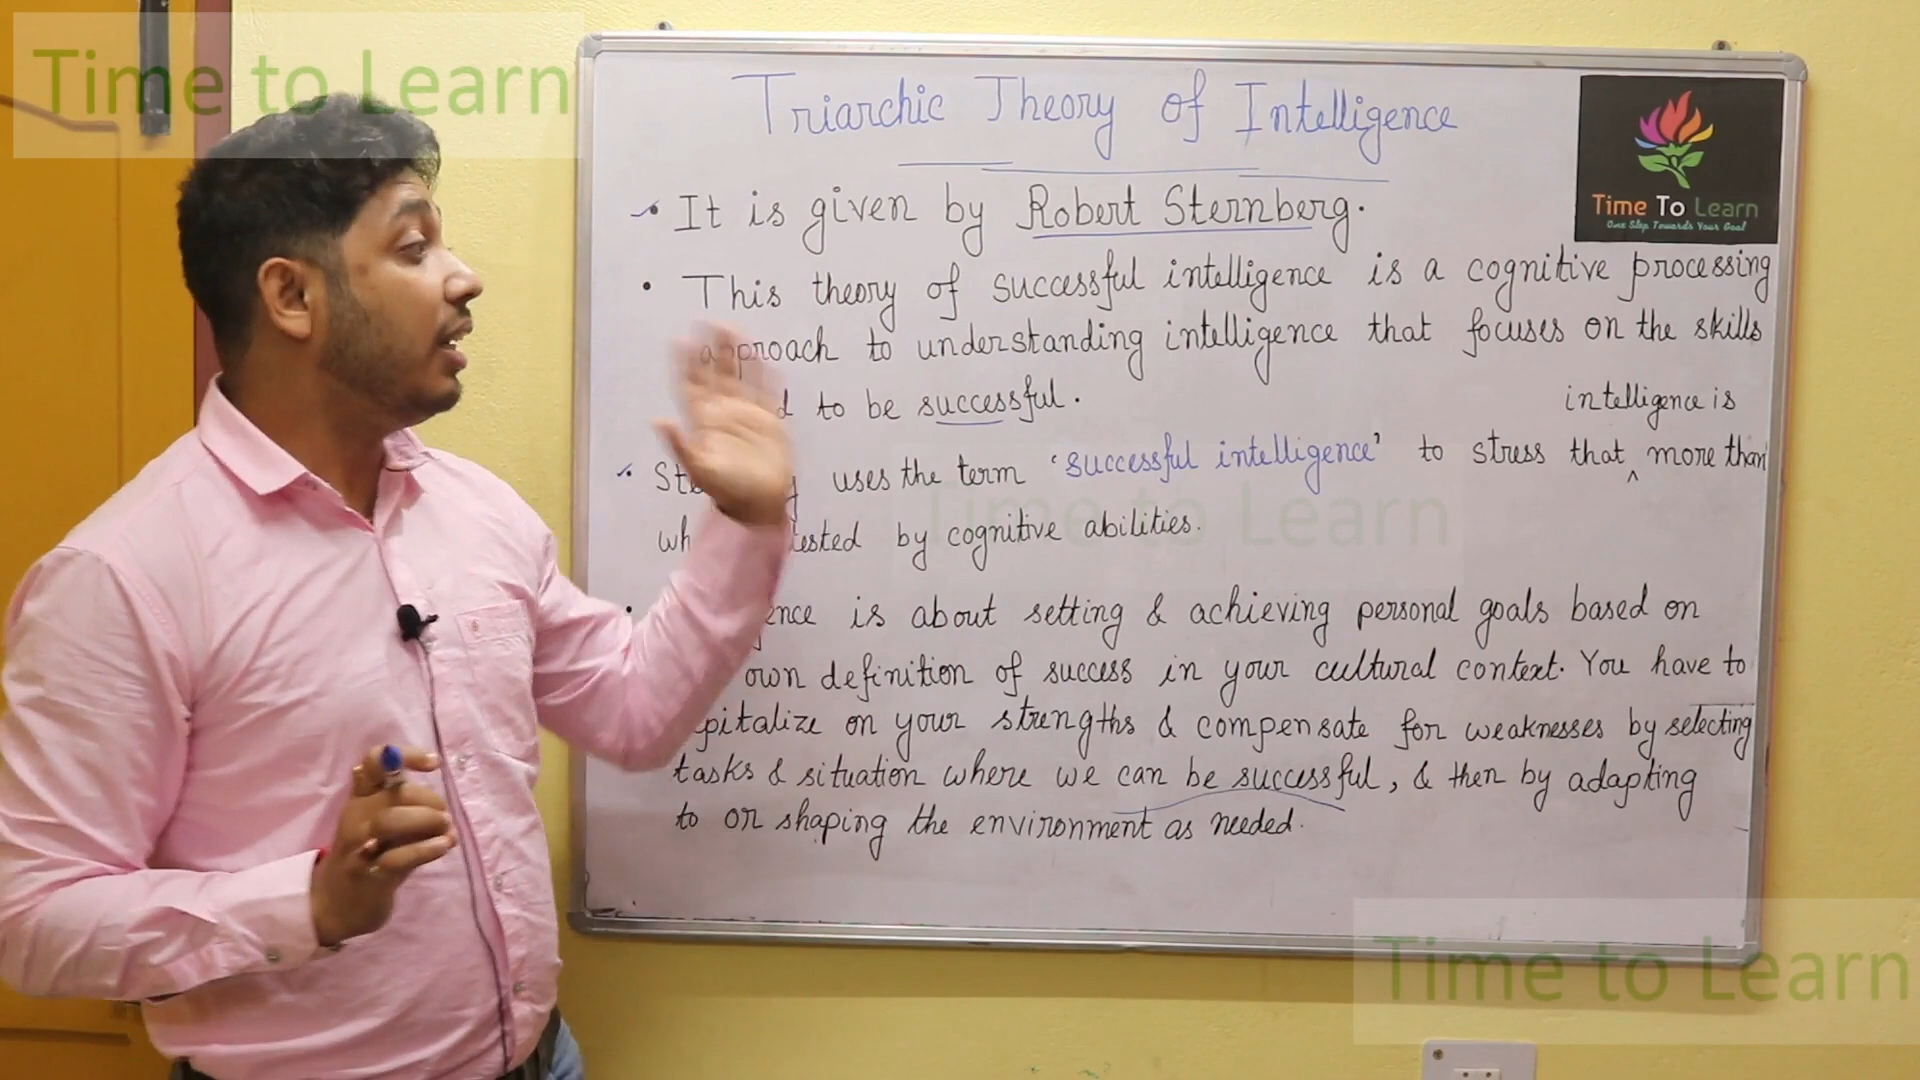 Time to Learn
Triarchic Theory of Intelligence
Time To Learn
One Step Towards Your Goal
• It is given by Robert Sternberg.
• This theory of successful intelligence is a cognitive processing
approach to understanding intelligence that focuses on the skills
to be successful.
intelligence is
uses the term 'successful intelligence' to stress that ^ more than
tested by cognitive abilities.
is about setting & achieving personal goals based on
own definition of success in your cultural context. You have to
on your strengths & compensate for weaknesses by selecting
tasks & situation where we can be successful, & then by adapting
to or shaping the environment as needed.
Time to Learn
Time to Learn